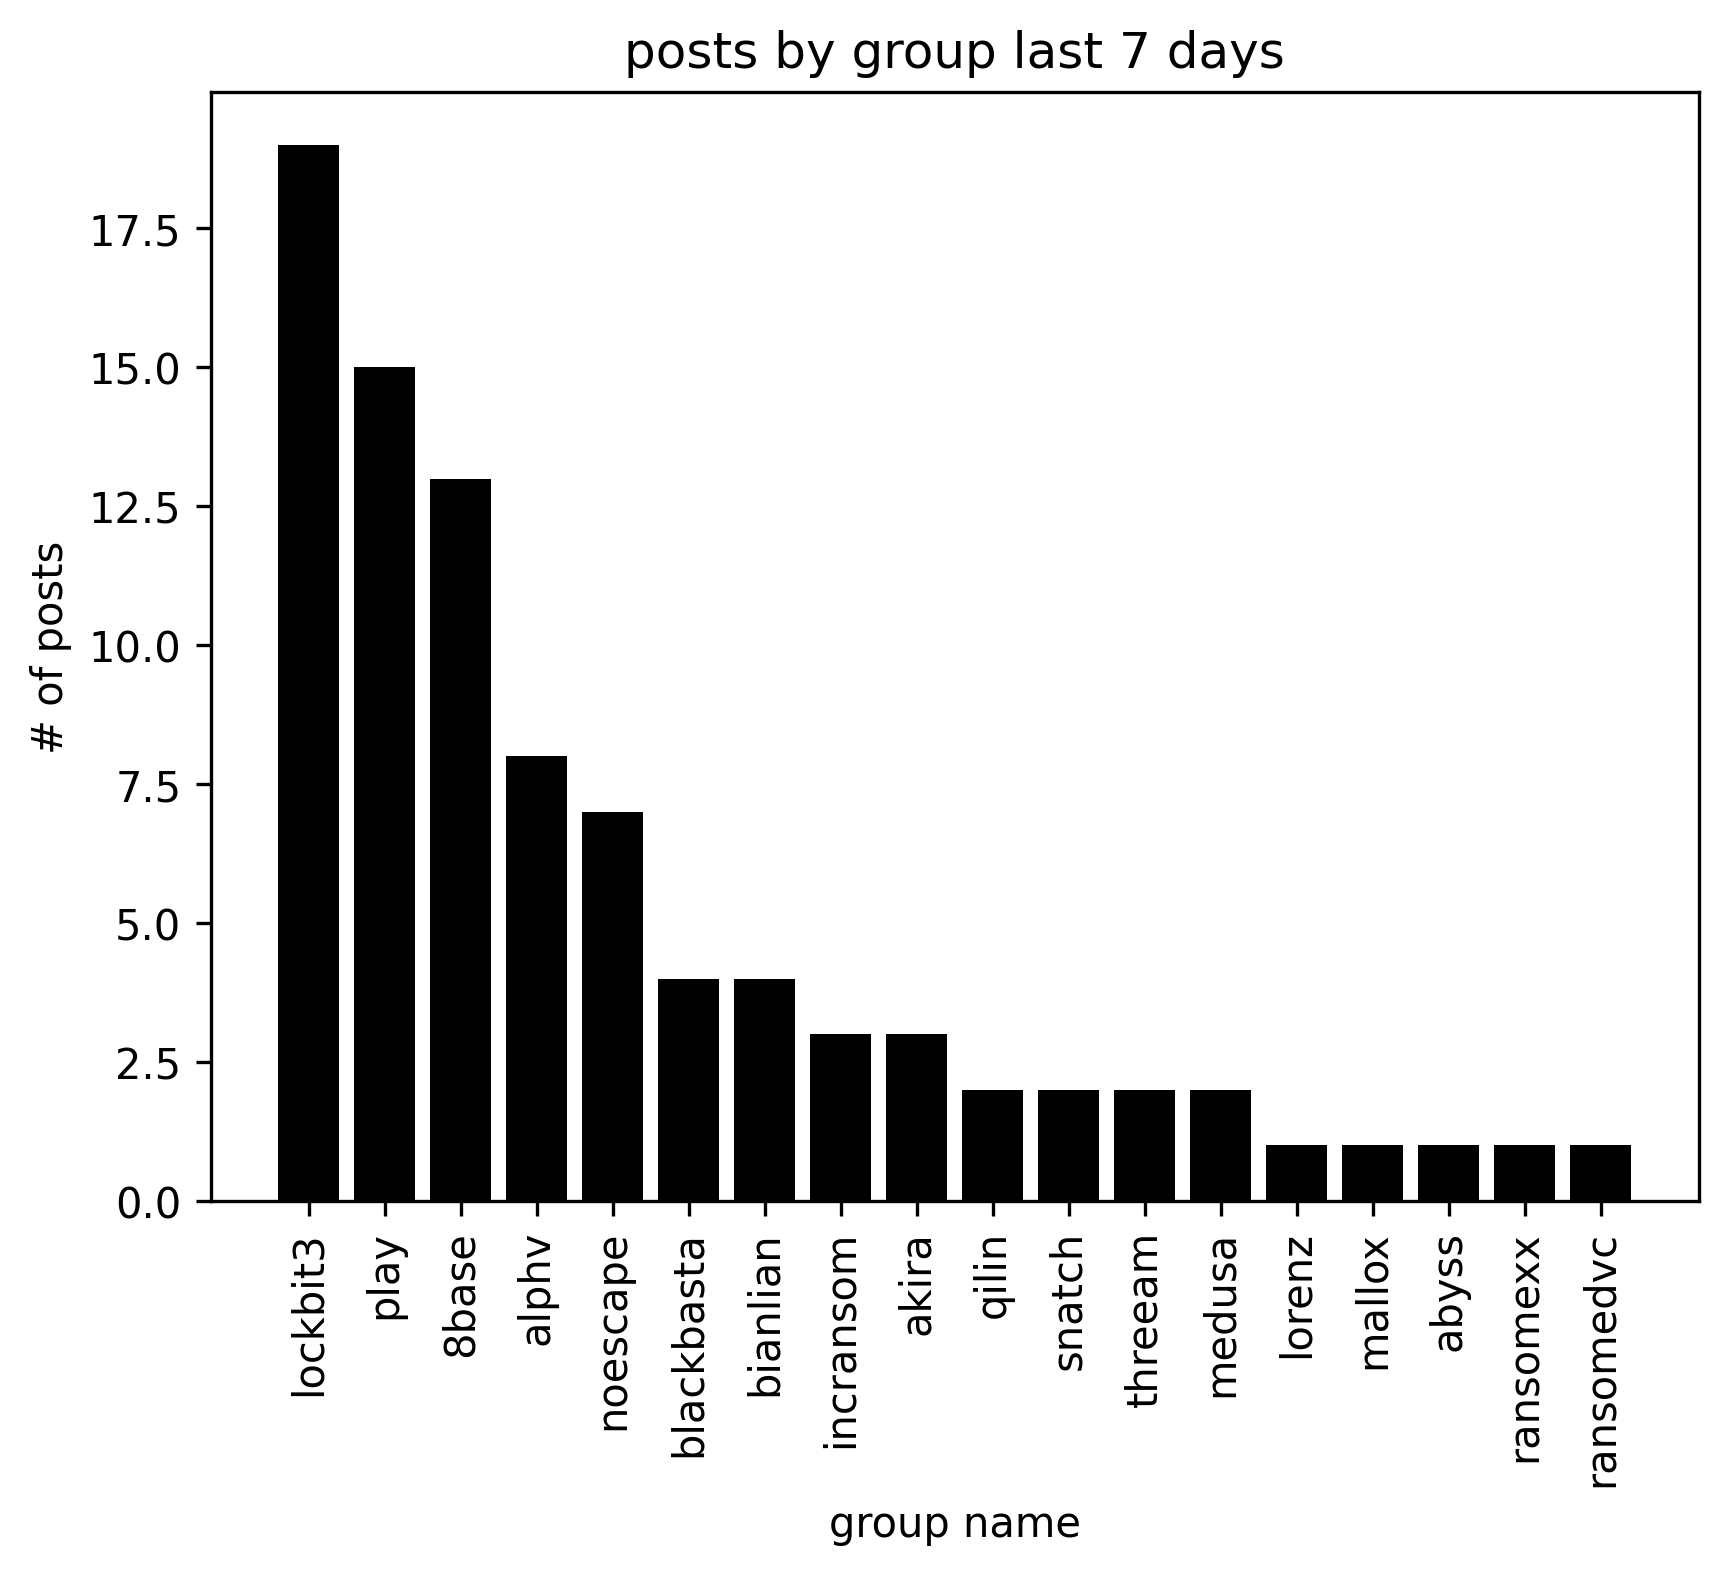 posts by group last 7 days
# of posts
17.5
15.0
12.5
10.0
7.5
5.0
2.5
0.0
lockbit3
play
8base
alphv
noescape
blackbasta
bianlian
incransom
akira
qilin
snatch
threeam
medusa
lorenz
mallox
abyss
ransomexx
ransomedvc
group name